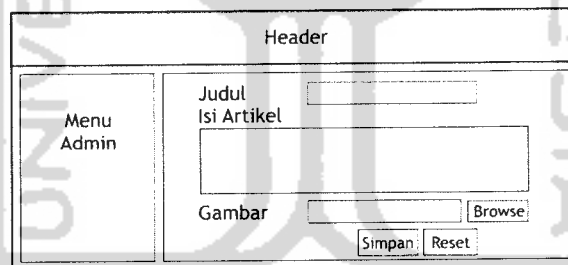 Header
Menu
Admin
Judul
Isi Artikel
Gambar
Browse
Simpan
Reset